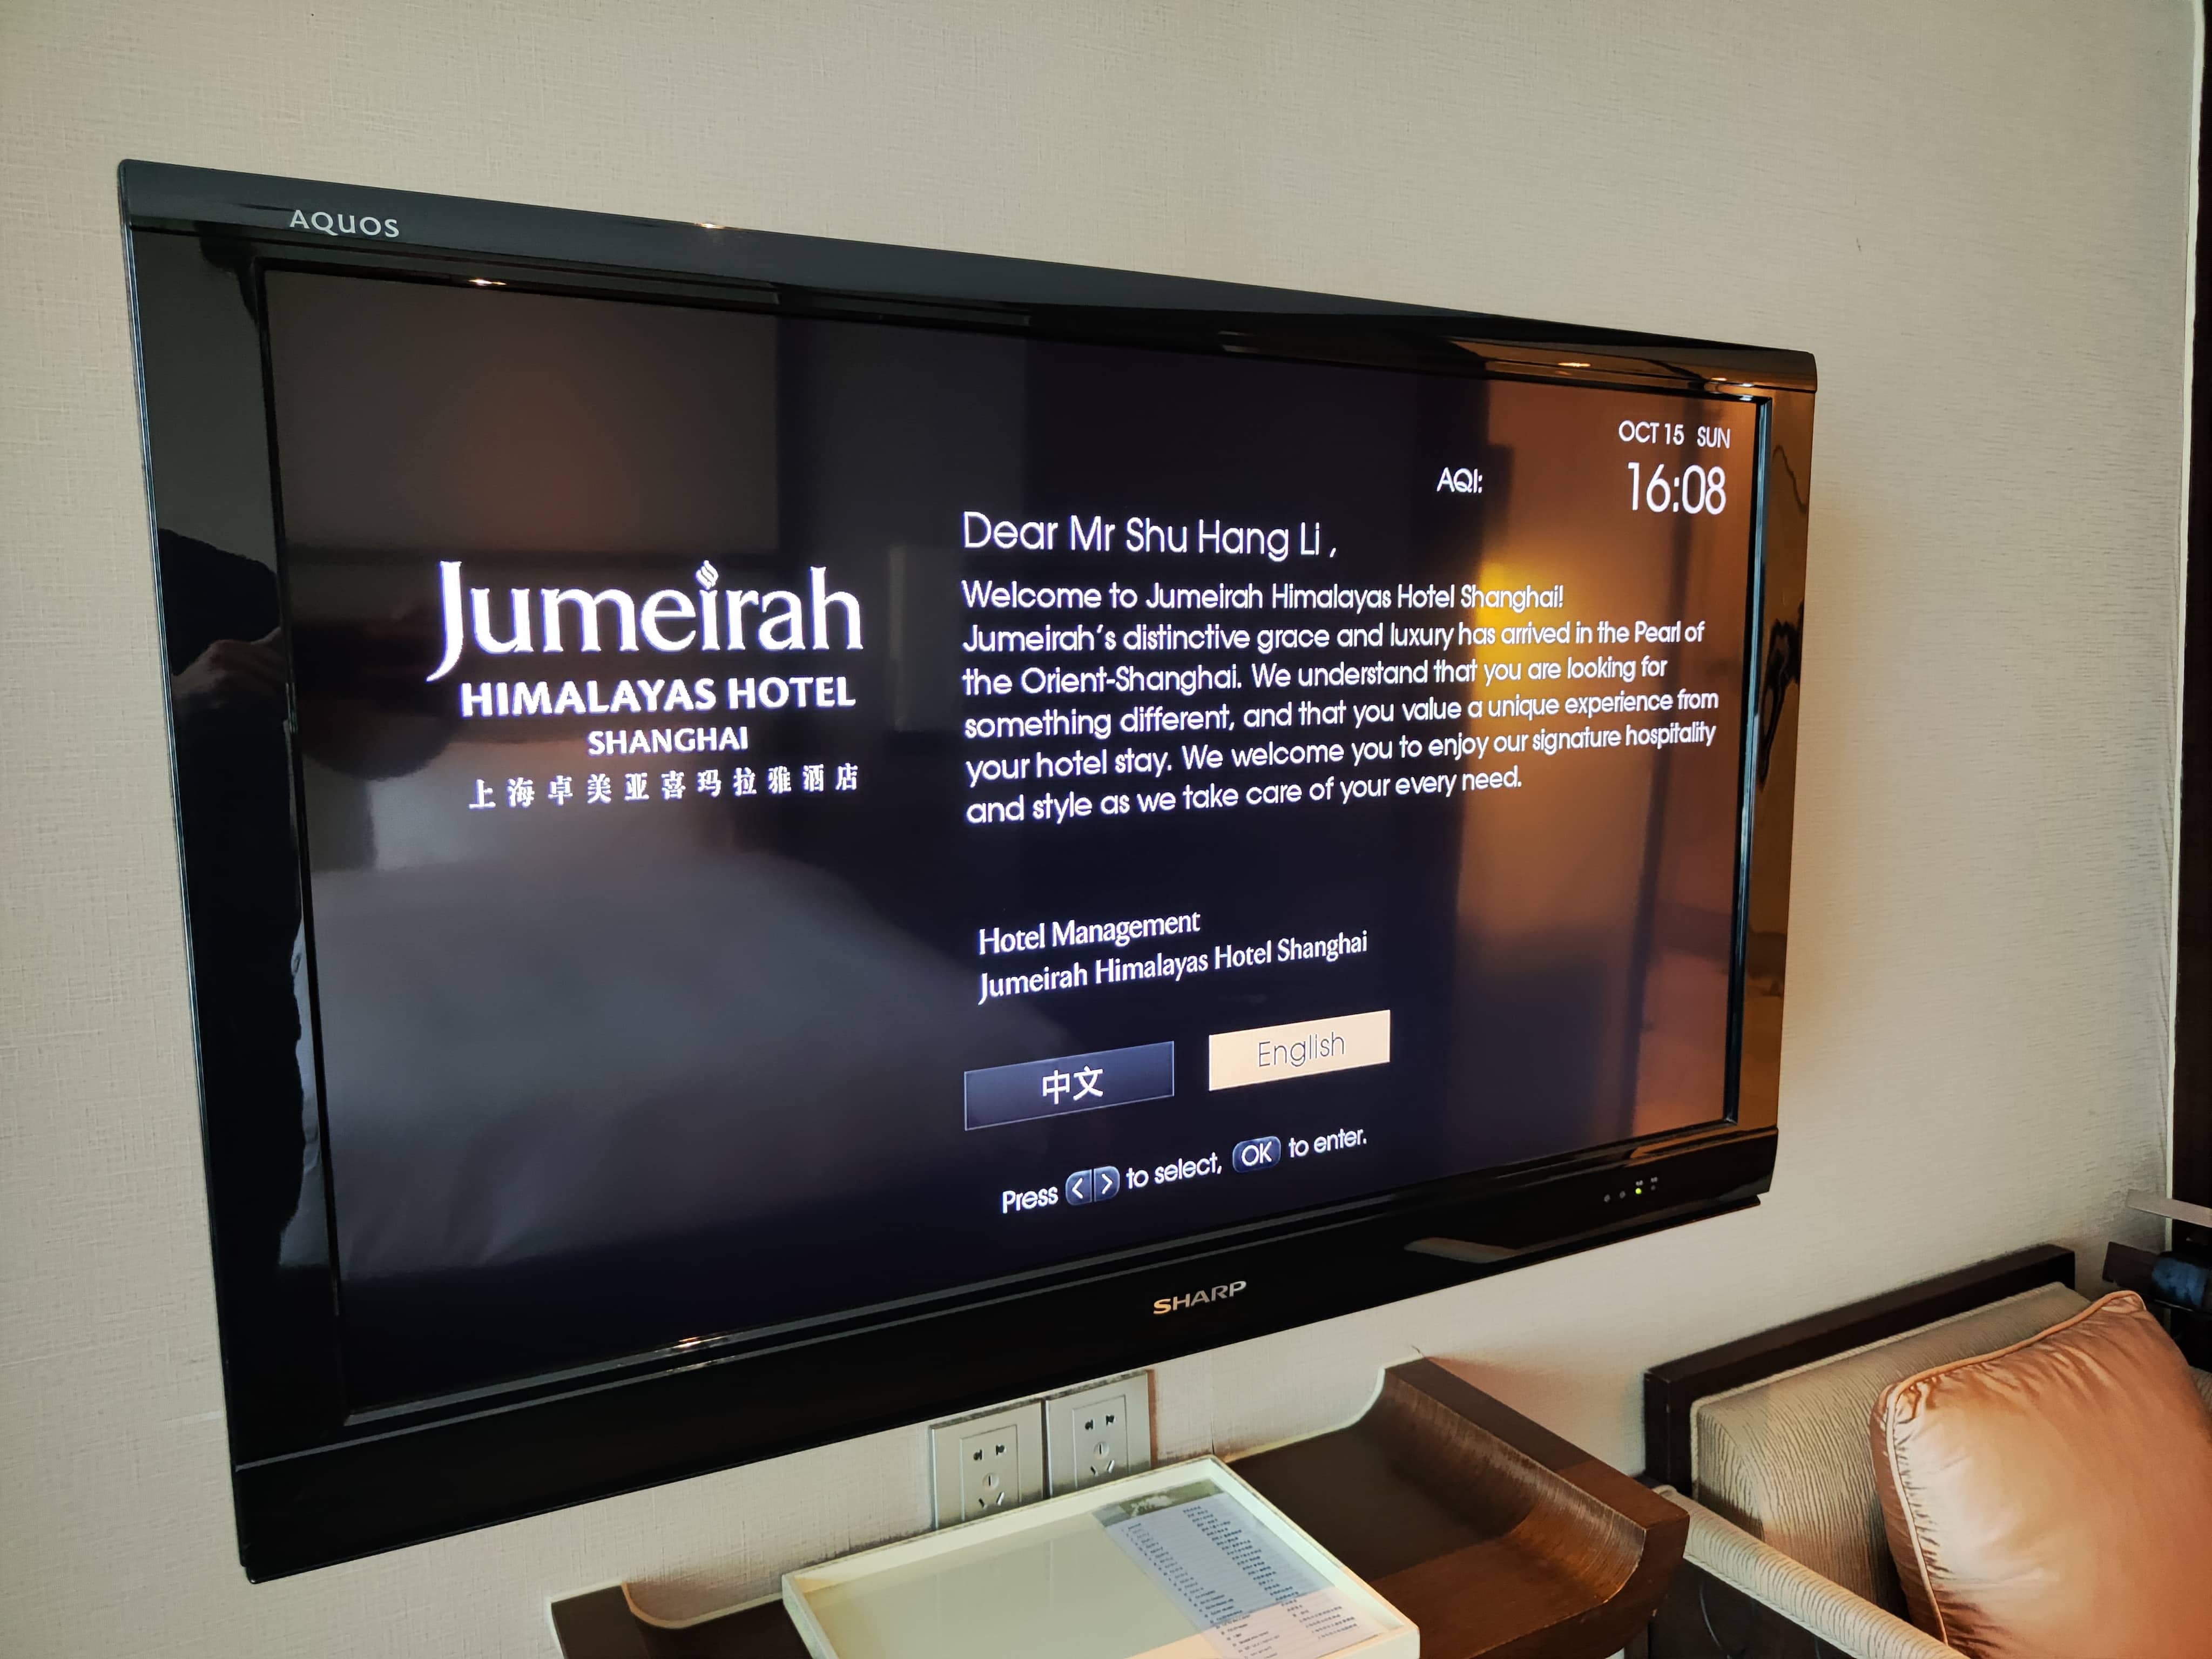 AQUOS
OCT 15 SUN
AQI:
16:08
Jumeirah
HIMALAYAS HOTEL
SHANGHAI
上海卓美亚喜玛拉雅酒店
Dear Mr Shu Hang Li ,
Welcome to Jumeirah Himalayas Hotel Shanghai!
Jumeirah's distinctive grace and luxury has arrived in the Pearl of
the Orient-Shanghai. We understand that you are looking for
something different, and that you value a unique experience from
your hotel stay. We welcome you to enjoy our signature hospitality
and style as we take care of your every need.
Hotel Management
Jumeirah Himalayas Hotel Shanghai
中文
English
Press < > to select, OK to enter.
SHARP